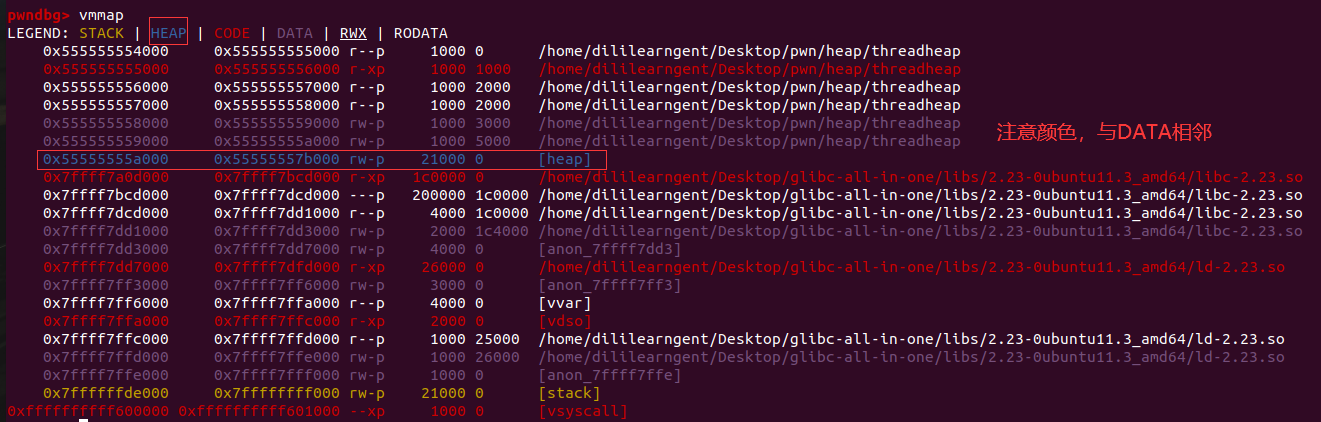 pwndbg> vmmap
LEGEND: STACK | HEAP | CODE | DATA | RWX | RODATA
0x555555554000 0x555555555000 r--p 1000 0 /home/dililearngent/Desktop/pwn/heap/threadheap
0x555555555000 0x555555556000 r-xp 1000 1000 /home/dililearngent/Desktop/pwn/heap/threadheap
0x555555556000 0x555555557000 r--p 1000 2000 /home/dililearngent/Desktop/pwn/heap/threadheap
0x555555557000 0x555555558000 r--p 1000 2000 /home/dililearngent/Desktop/pwn/heap/threadheap
0x555555558000 0x555555559000 rw-p 1000 3000 /home/dililearngent/Desktop/pwn/heap/threadheap
0x555555559000 0x55555555a000 rw-p 1000 5000 /home/dililearngent/Desktop/pwn/heap/threadheap
注意颜色，与DATA相邻
0x55555555a000 0x55555557b000 rw-p 21000 0 [heap]
0x7ffff7a0d000 0x7ffff7bcd000 r-xp 1c0000 0 /home/dililearngent/Desktop/glibc-all-in-one/libs/2.23-0ubuntu11.3_amd64/libc-2.23.so
0x7ffff7bcd000 0x7ffff7dcd000 ---p 200000 1c0000 /home/dililearngent/Desktop/glibc-all-in-one/libs/2.23-0ubuntu11.3_amd64/libc-2.23.so
0x7ffff7dcd000 0x7ffff7dd1000 r--p 4000 1c0000 /home/dililearngent/Desktop/glibc-all-in-one/libs/2.23-0ubuntu11.3_amd64/libc-2.23.so
0x7ffff7dd1000 0x7ffff7dd3000 rw-p 2000 1c4000 /home/dililearngent/Desktop/glibc-all-in-one/libs/2.23-0ubuntu11.3_amd64/libc-2.23.so
0x7ffff7dd3000 0x7ffff7dd7000 rw-p 4000 0 [anon_7ffff7dd3]
0x7ffff7dd7000 0x7ffff7dfd000 r-xp 26000 0 /home/dililearngent/Desktop/glibc-all-in-one/libs/2.23-0ubuntu11.3_amd64/ld-2.23.so
0x7ffff7ff3000 0x7ffff7ff6000 rw-p 3000 0 [anon_7ffff7ff3]
0x7ffff7ff6000 0x7ffff7ffa000 r--p 4000 0 [vvar]
0x7ffff7ffa000 0x7ffff7ffc000 r-xp 2000 0 [vdso]
0x7ffff7ffc000 0x7ffff7ffd000 r--p 1000 25000 /home/dililearngent/Desktop/glibc-all-in-one/libs/2.23-0ubuntu11.3_amd64/ld-2.23.so
0x7ffff7ffd000 0x7ffff7ffe000 rw-p 1000 26000 /home/dililearngent/Desktop/glibc-all-in-one/libs/2.23-0ubuntu11.3_amd64/ld-2.23.so
0x7ffff7ffe000 0x7ffff7fff000 rw-p 1000 0 [anon_7ffff7ffe]
0x7ffffffde000 0x7ffffffff000 rw-p 21000 0 [stack]
0xffffffffff600000 0xffffffffff601000 --xp 1000 0 [vsyscall]